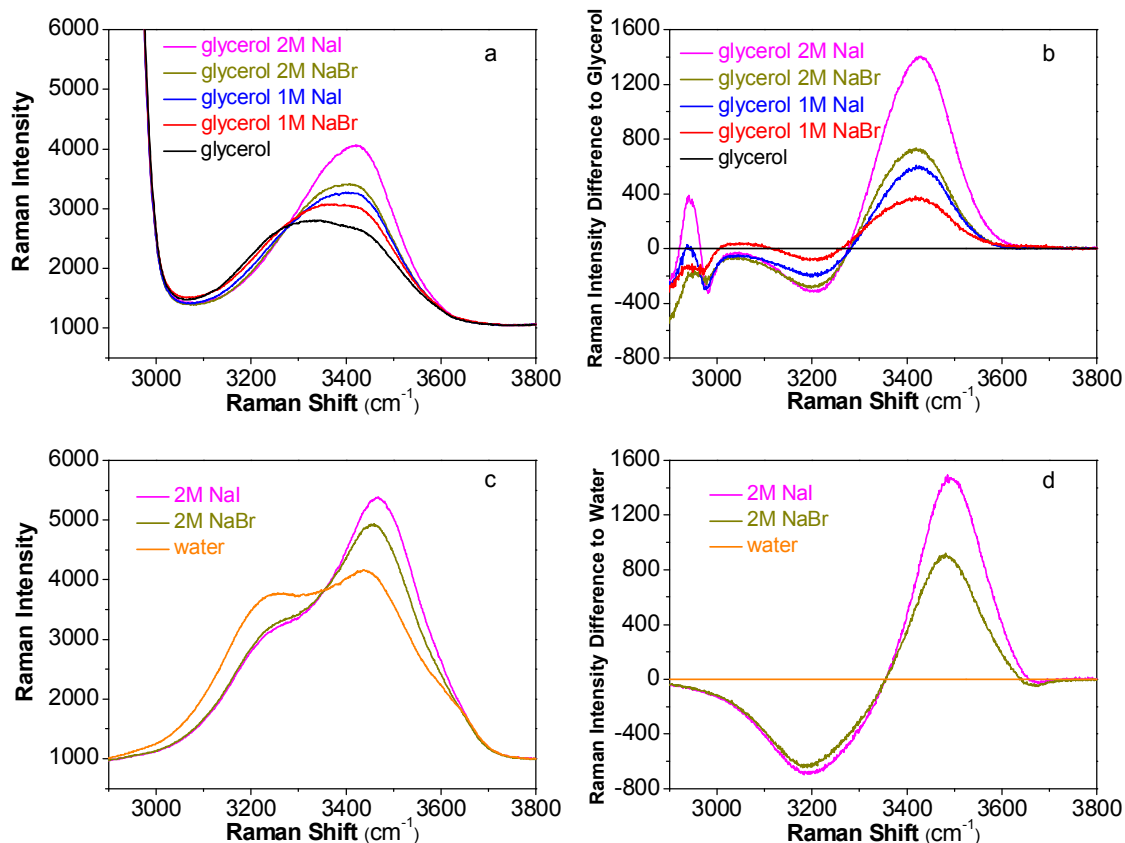 a
glycerol 2M NaI
glycerol 2M NaBr
glycerol 1M NaI
glycerol 1M NaBr
glycerol
6000
5000
4000
3000
2000
1000
Raman Intensity
3000 3200 3400 3600 3800
Raman Shift (cm⁻¹)
b
glycerol 2M NaI
glycerol 2M NaBr
glycerol 1M NaI
glycerol 1M NaBr
glycerol
1600
1200
800
400
0
-400
-800
Raman Intensity Difference to Glycerol
3000 3200 3400 3600 3800
Raman Shift (cm⁻¹)
c
2M NaI
2M NaBr
water
6000
5000
4000
3000
2000
1000
Raman Intensity
3000 3200 3400 3600 3800
Raman Shift (cm⁻¹)
d
2M NaI
2M NaBr
water
1600
1200
800
400
0
-400
-800
Raman Intensity Difference to Water
3000 3200 3400 3600 3800
Raman Shift (cm⁻¹)